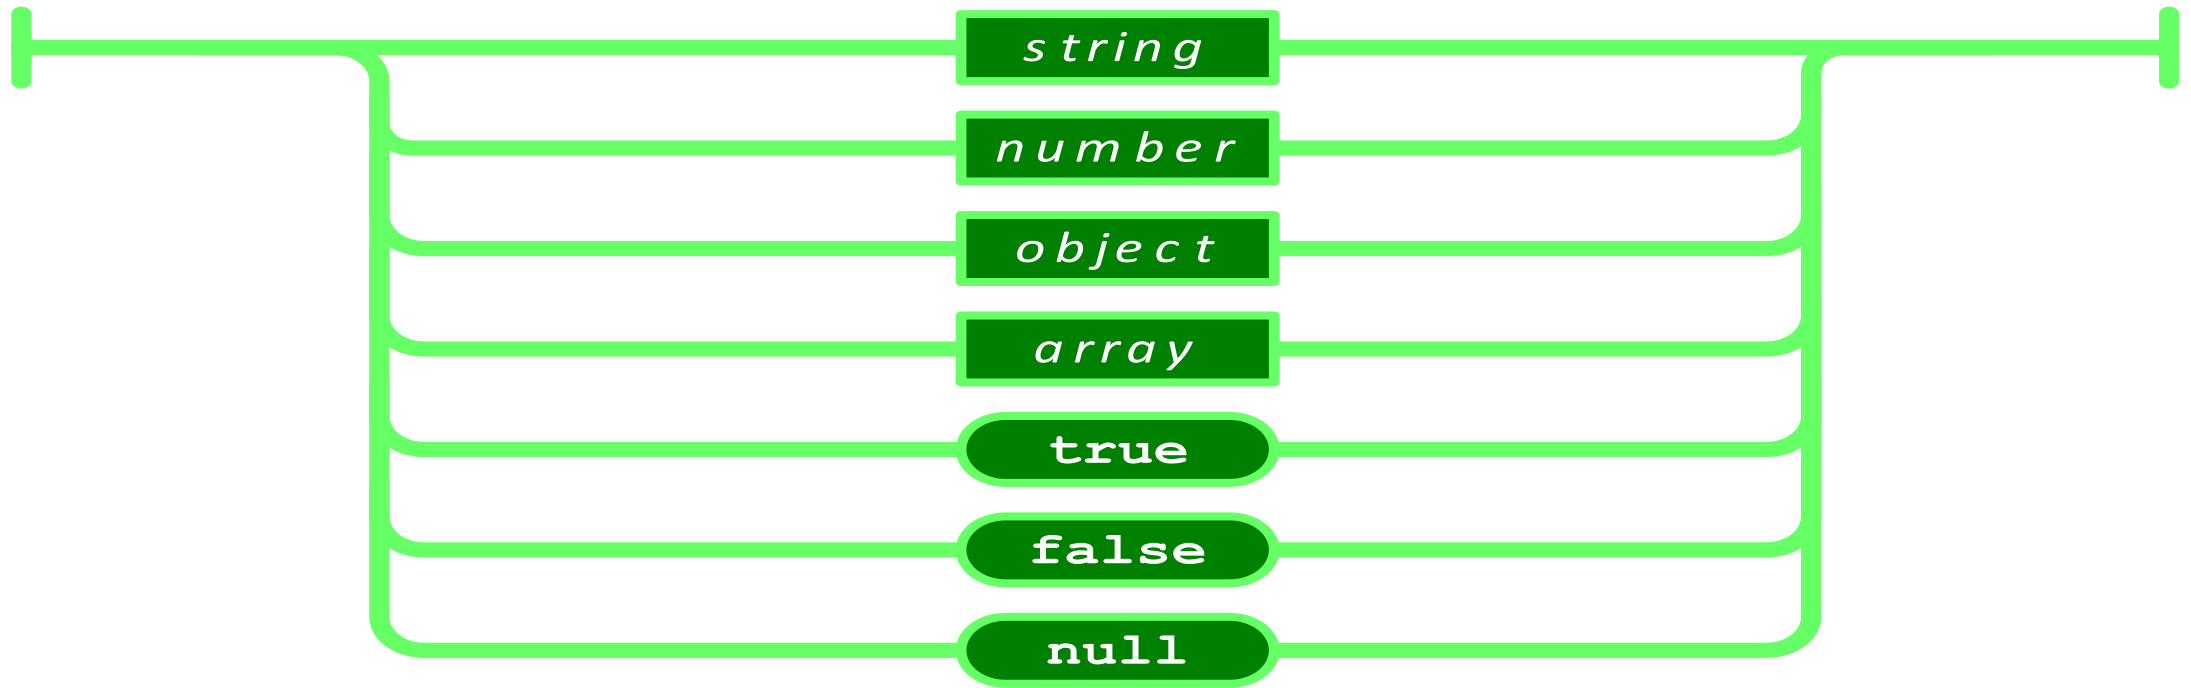 string
number
object
array
true
false
null